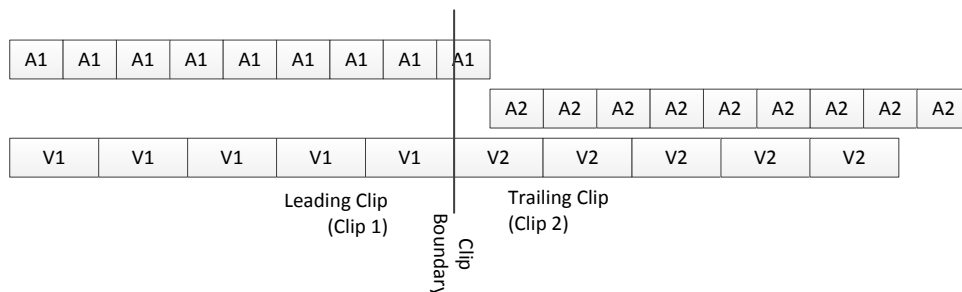 A1 A1 A1 A1 A1 A1 A1 A1 A1
A2 A2 A2 A2 A2 A2 A2 A2 A2
V1 V1 V1 V1 V1 V2 V2 V2 V2 V2
Leading Clip
(Clip 1)
Trailing Clip
(Clip 2)
Clip
Boundary